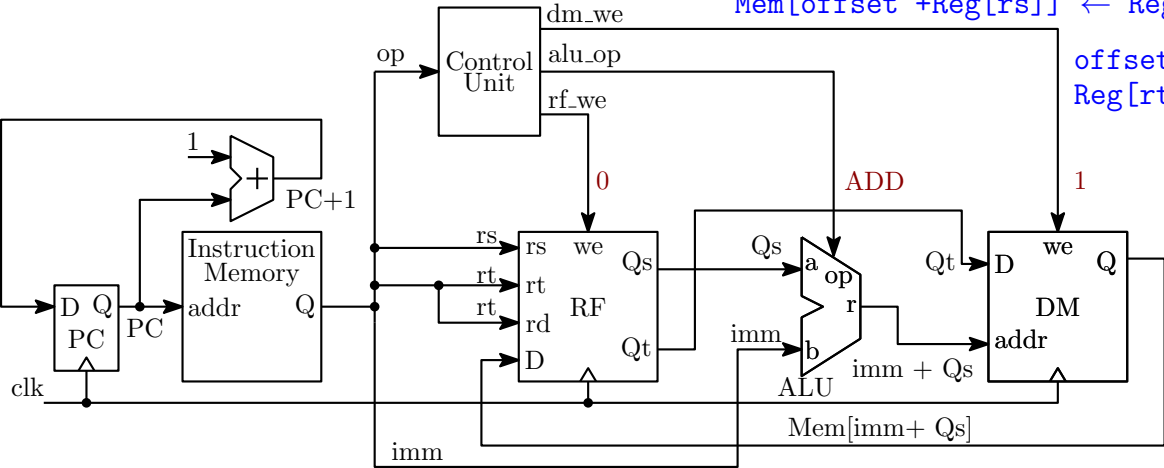 Mem[offset +Reg[rs]] ← Reg
offset
Reg[rt
dm_we
op
Control
Unit
alu_op
rf_we
1
+
PC+1
0
ADD
1
Instruction
Memory
addr
Q
D
Q
PC
PC
clk
rs
rt
rt
rs
rt
rd
D
we
RF
Qs
Qt
Qs
imm
a
op
r
b
ALU
Qt
imm + Qs
D
we
Q
DM
addr
Mem[imm+ Qs]
imm